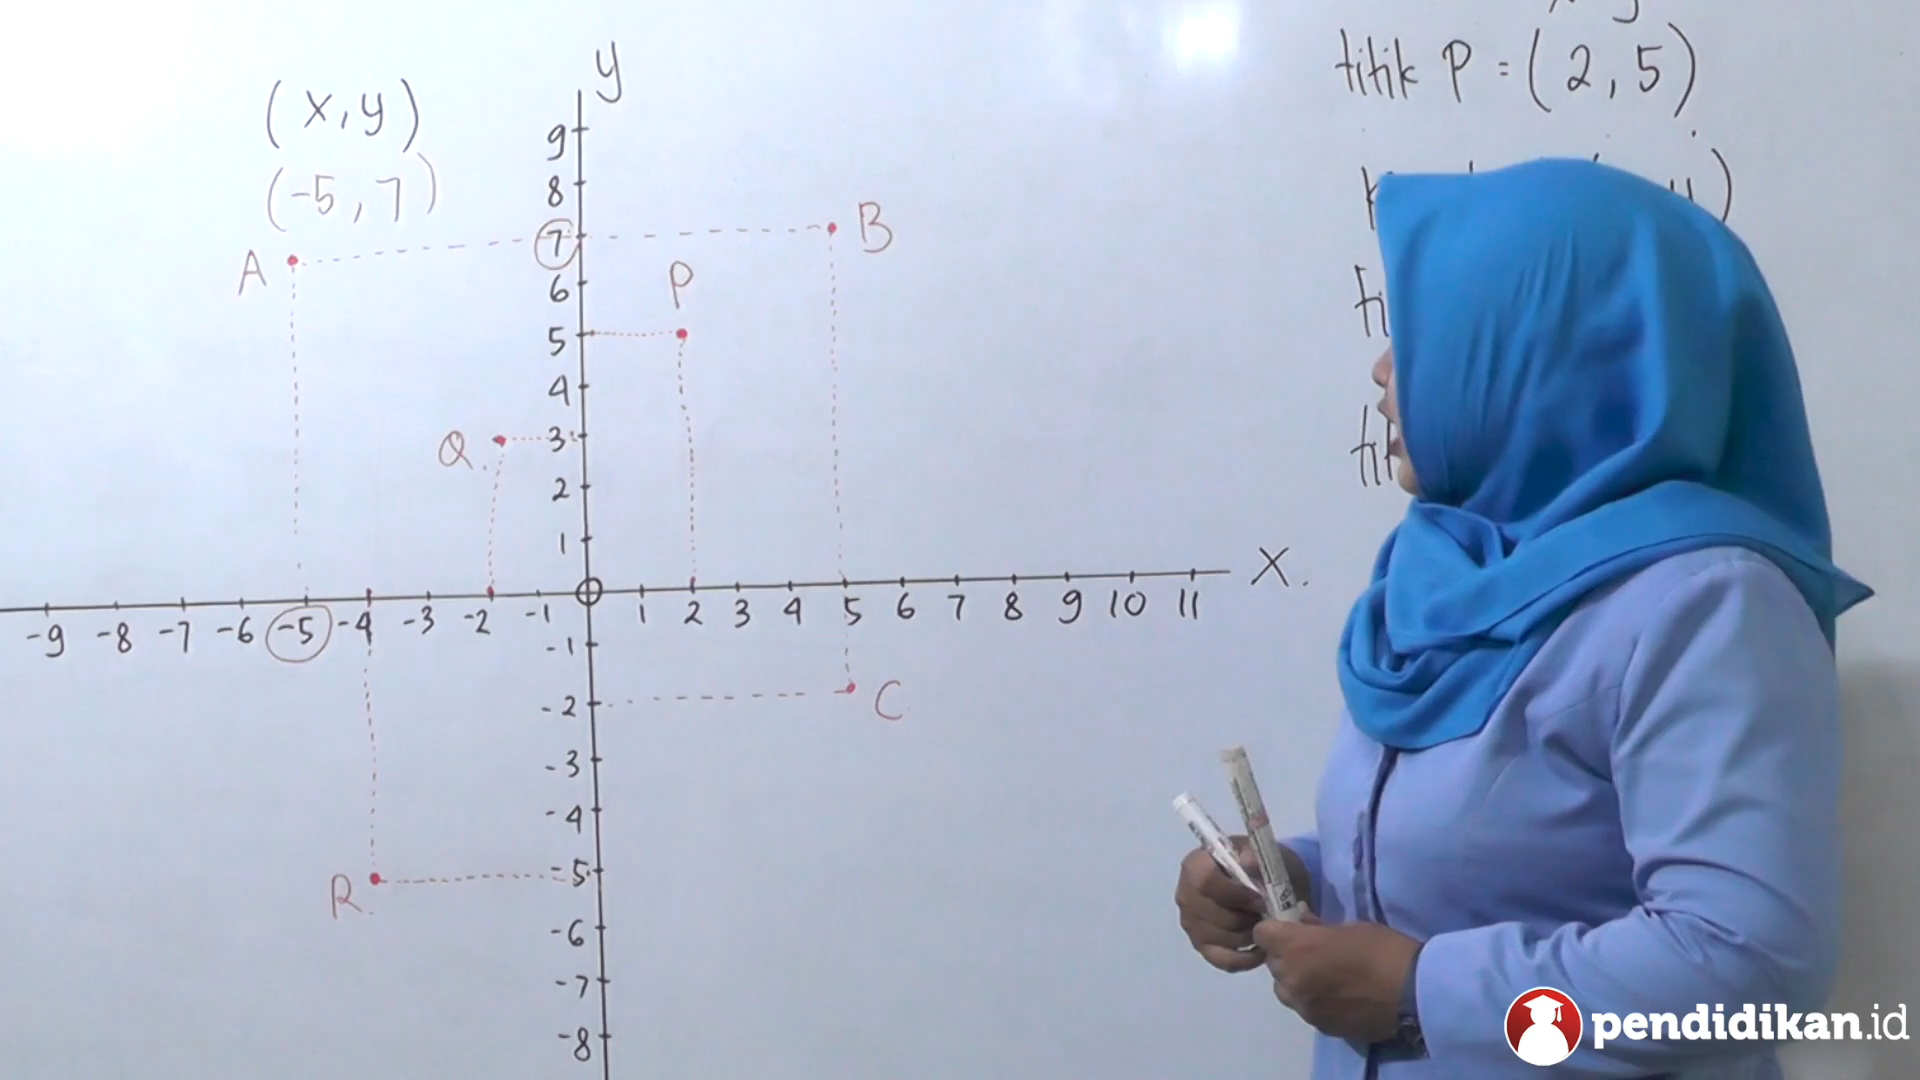 y
(x,y)
(-5,7)
titik P = (2,5)
9
8
7
6
5
4
3
2
1
A
B
P
Q.
-9 -8 -7 -6 -5 -4 -3 -2 -1 0 1 2 3 4 5 6 7 8 9 10 11
X.
-1
-2
-3
-4
-5
-6
-7
-8
C
R.
pendidikan.id